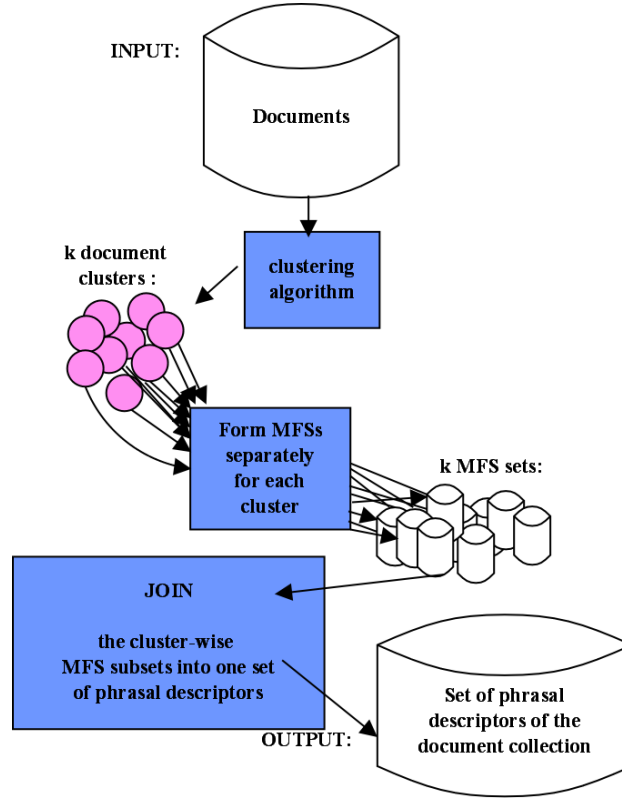 INPUT:
Documents
k document
clusters :
clustering
algorithm
Form MFSs
separately
for each
cluster
k MFS sets:
JOIN
the cluster-wise
MFS subsets into one set
of phrasal descriptors
OUTPUT:
Set of phrasal
descriptors of the
document collection